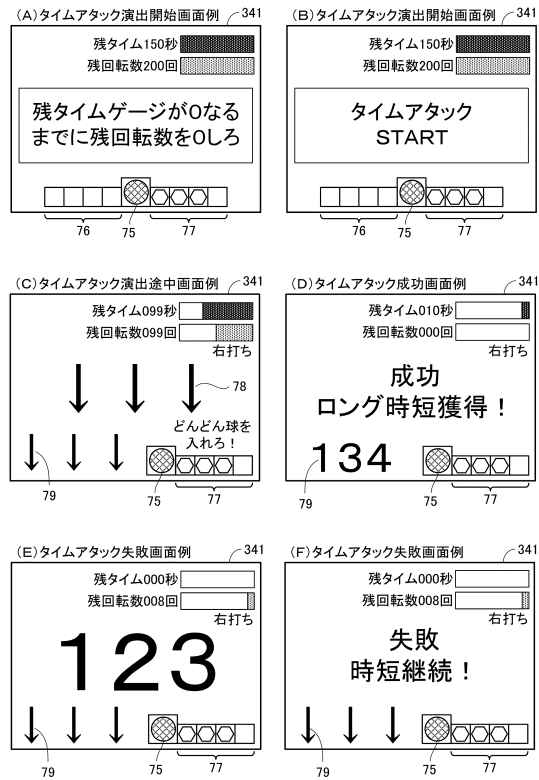 (A)タイムアタック演出開始画面例
341
残タイム150秒
残回転数200回
残タイムゲージが0なる
までに残回転数を0しろ
76
75
77
(B)タイムアタック演出開始画面例
341
残タイム150秒
残回転数200回
タイムアタック
START
76
75
77
(C)タイムアタック演出途中画面例
341
残タイム099秒
残回転数099回
右打ち
78
どんどん球を
入れろ!
79
75
77
(D)タイムアタック成功画面例
341
残タイム010秒
残回転数000回
右打ち
成功
ロング時短獲得!
134
79
75
77
(E)タイムアタック失敗画面例
341
残タイム000秒
残回転数008回
右打ち
123
79
75
77
(F)タイムアタック失敗画面例
341
残タイム000秒
残回転数008回
右打ち
失敗
時短継続!
79
75
77